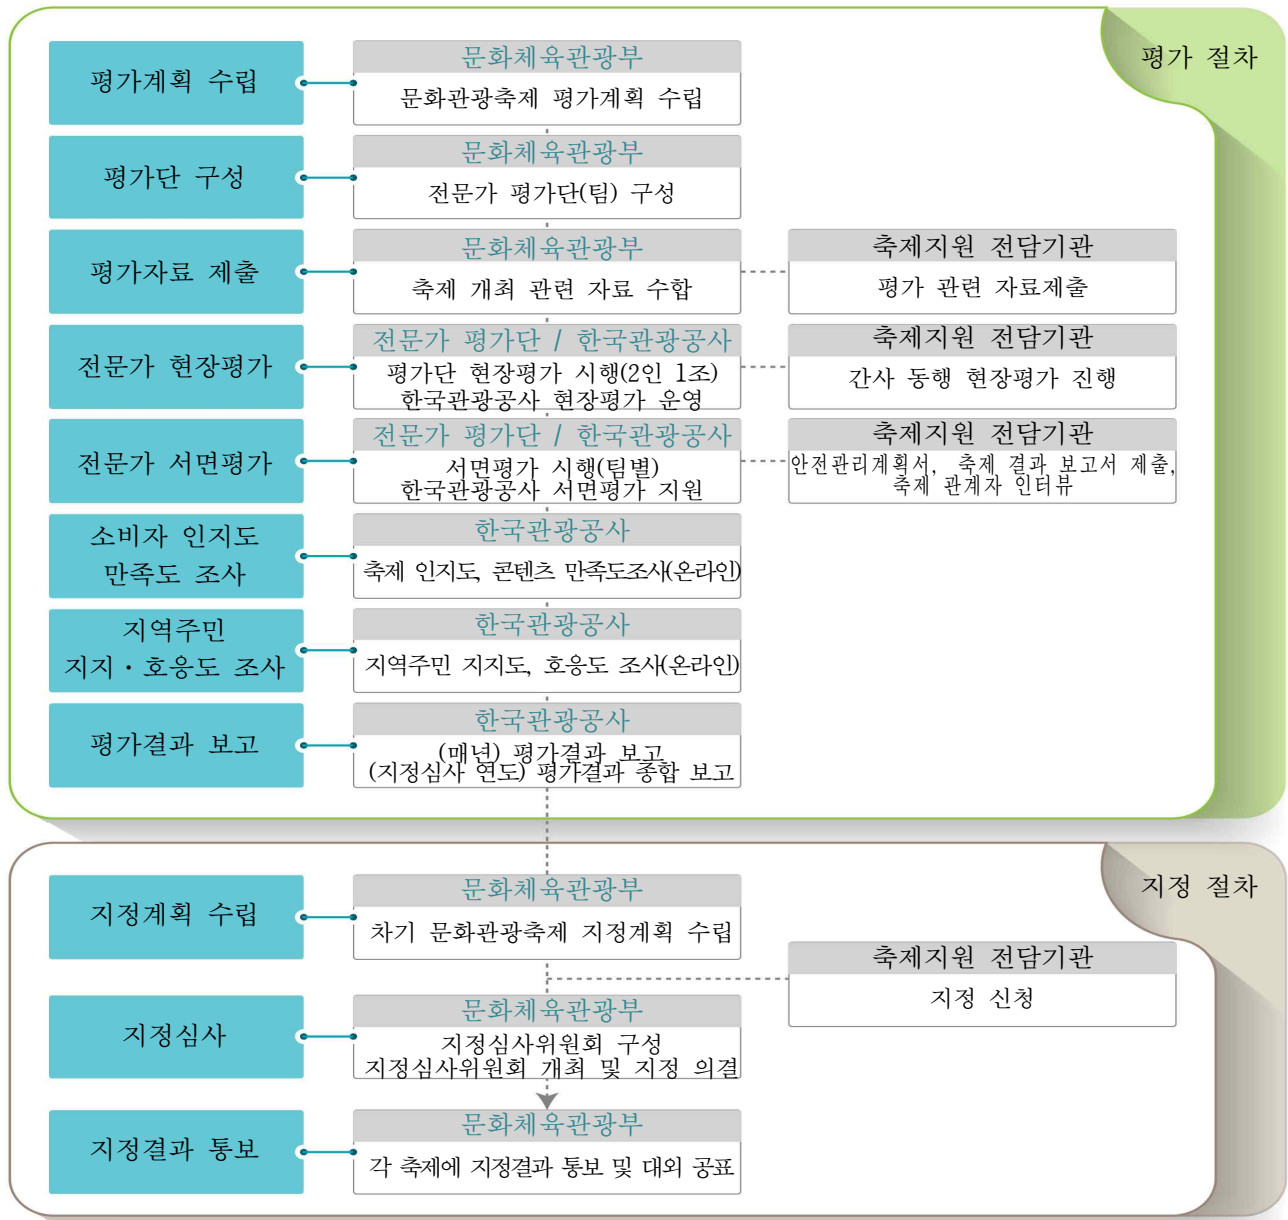 평가 절차
평가계획 수립
문화체육관광부
문화관광축제 평가계획 수립
평가단 구성
문화체육관광부
전문가 평가단(팀) 구성
평가자료 제출
문화체육관광부
축제 개최 관련 자료 수합
축제지원 전담기관
평가 관련 자료제출
전문가 현장평가
전문가 평가단 / 한국관광공사
평가단 현장평가 시행(2인 1조)
한국관광공사 현장평가 운영
축제지원 전담기관
간사 동행 현장평가 진행
전문가 서면평가
전문가 평가단 / 한국관광공사
서면평가 시행(팀별)
한국관광공사 서면평가 지원
축제지원 전담기관
안전관리계획서, 축제 결과 보고서 제출,
축제 관계자 인터뷰
소비자 인지도
만족도 조사
한국관광공사
축제 인지도, 콘텐츠 만족도조사(온라인)
지역주민
지지・호응도 조사
한국관광공사
지역주민 지지도, 호응도 조사(온라인)
평가결과 보고
한국관광공사
(매년) 평가결과 보고
(지정심사 연도) 평가결과 종합 보고
지정 절차
지정계획 수립
문화체육관광부
차기 문화관광축제 지정계획 수립
축제지원 전담기관
지정 신청
지정심사
문화체육관광부
지정심사위원회 구성
지정심사위원회 개최 및 지정 의결
지정결과 통보
문화체육관광부
각 축제에 지정결과 통보 및 대외 공표